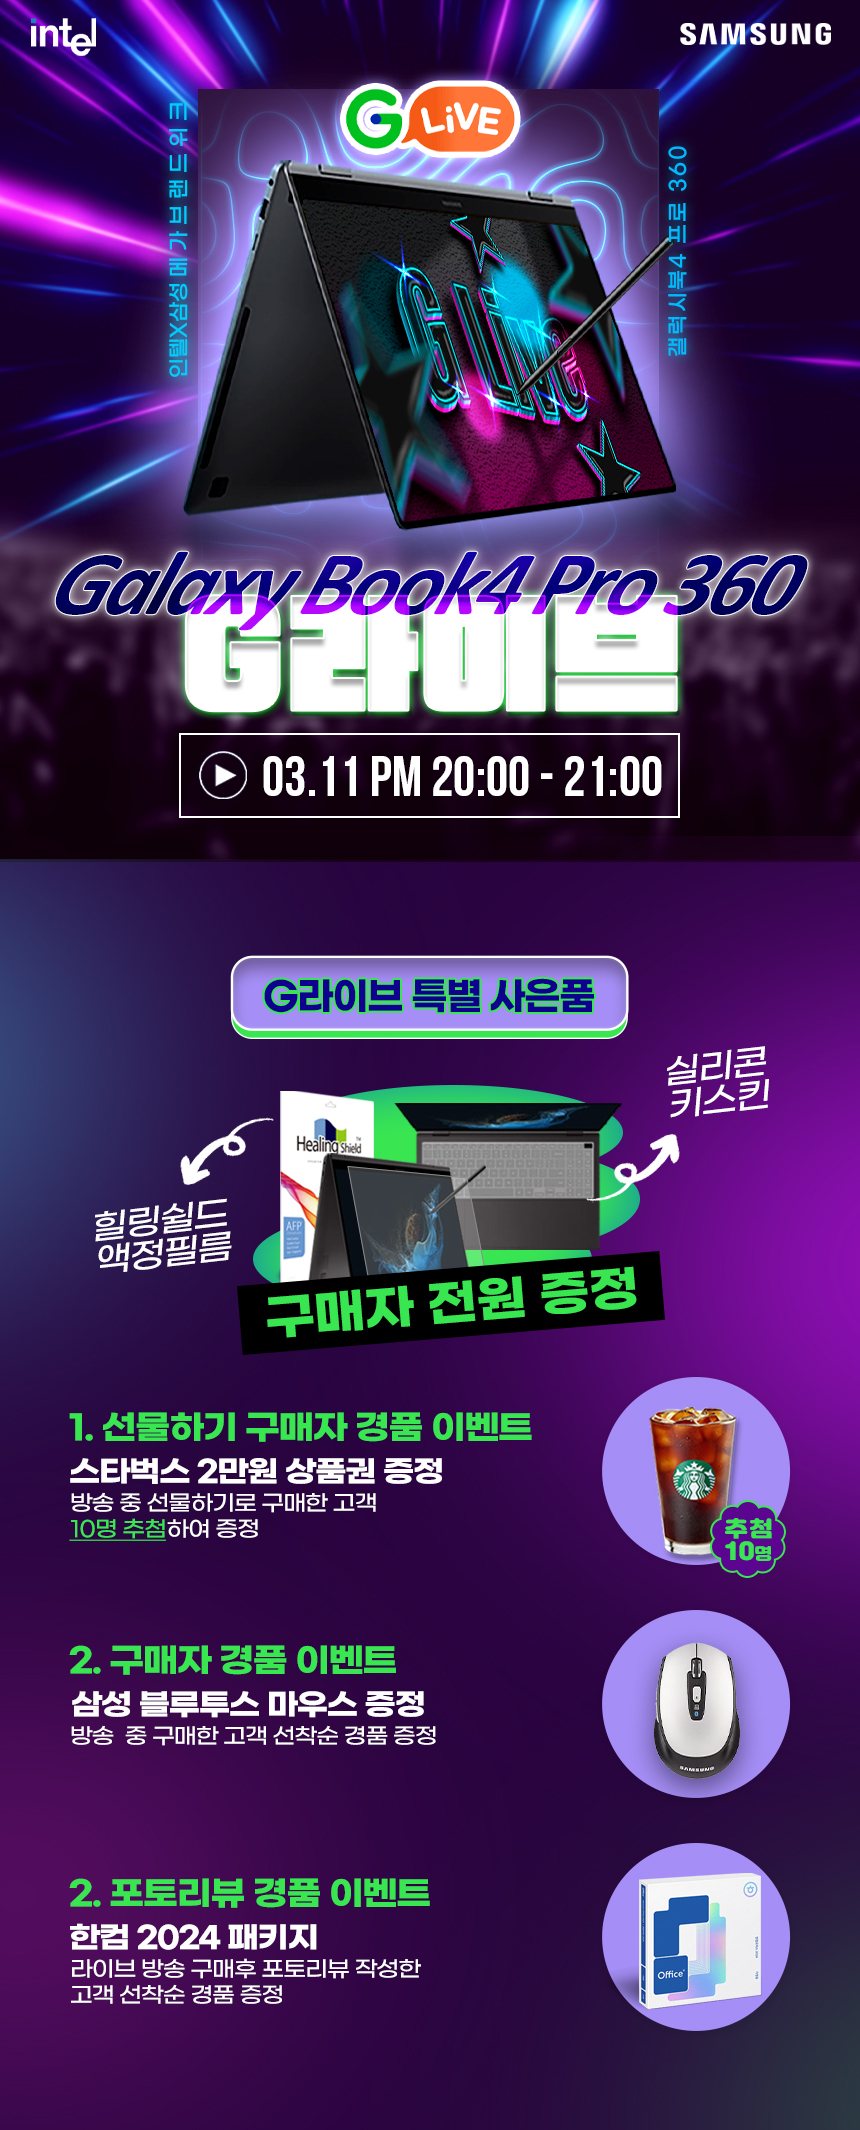 intel
SAMSUNG
G LiVE
인텔X삼성 메가 브랜드 위크
갤럭시북4 프로 360
G LiVE
Galaxy Book4 Pro 360
G라이브
03.11 PM 20:00 - 21:00
G라이브 특별 사은품
실리콘
키스킨
Healing Shield
TM
AFP
힐링쉴드
액정필름
구매자 전원 증정
1. 선물하기 구매자 경품 이벤트
스타벅스 2만원 상품권 증정
방송 중 선물하기로 구매한 고객
10명 추첨하여 증정
추첨
10명
2. 구매자 경품 이벤트
삼성 블루투스 마우스 증정
방송 중 구매한 고객 선착순 경품 증정
SAMSUNG
2. 포토리뷰 경품 이벤트
한컴 2024 패키지
라이브 방송 구매후 포토리뷰 작성한
고객 선착순 경품 증정
Office